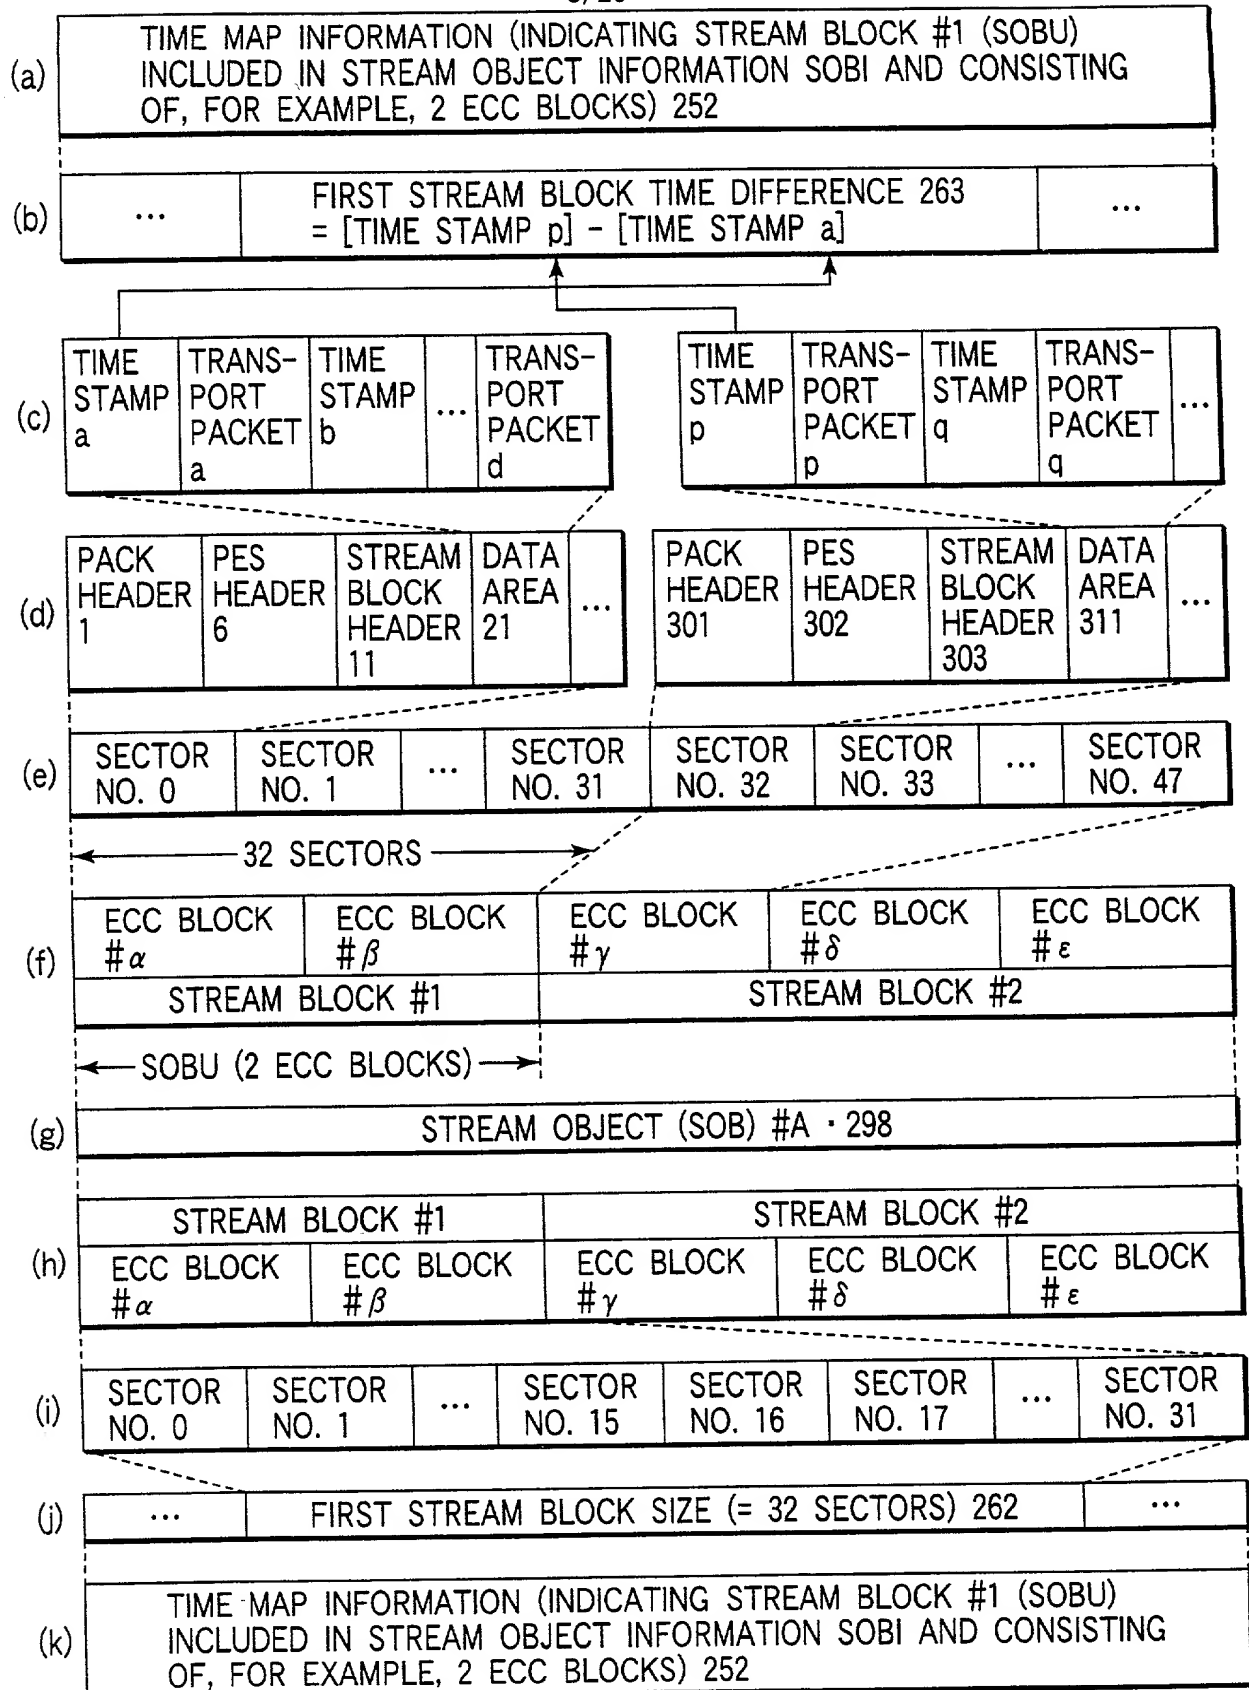 (a) TIME MAP INFORMATION (INDICATING STREAM BLOCK #1 (SOBU)
INCLUDED IN STREAM OBJECT INFORMATION SOBI AND CONSISTING
OF, FOR EXAMPLE, 2 ECC BLOCKS) 252
(b) ... FIRST STREAM BLOCK TIME DIFFERENCE 263 ...
= [TIME STAMP p] - [TIME STAMP a]
(c)
TIME STAMP a
TRANS-PORT PACKET a
TIME STAMP b
...
TRANS-PORT PACKET d
TIME STAMP p
TRANS-PORT PACKET p
TIME STAMP q
TRANS-PORT PACKET q
...
(d)
PACK HEADER 1
PES HEADER 6
STREAM BLOCK HEADER 11
DATA AREA 21
...
PACK HEADER 301
PES HEADER 302
STREAM BLOCK HEADER 303
DATA AREA 311
...
(e)
SECTOR NO. 0
SECTOR NO. 1
...
SECTOR NO. 31
SECTOR NO. 32
SECTOR NO. 33
...
SECTOR NO. 47
32 SECTORS
(f)
ECC BLOCK #α
ECC BLOCK #β
ECC BLOCK #γ
ECC BLOCK #δ
ECC BLOCK #ε
STREAM BLOCK #1
STREAM BLOCK #2
SOBU (2 ECC BLOCKS)
(g) STREAM OBJECT (SOB) #A · 298
(h)
STREAM BLOCK #1
STREAM BLOCK #2
ECC BLOCK #α
ECC BLOCK #β
ECC BLOCK #γ
ECC BLOCK #δ
ECC BLOCK #ε
(i)
SECTOR NO. 0
SECTOR NO. 1
...
SECTOR NO. 15
SECTOR NO. 16
SECTOR NO. 17
...
SECTOR NO. 31
(j) ... FIRST STREAM BLOCK SIZE (= 32 SECTORS) 262 ...
(k) TIME MAP INFORMATION (INDICATING STREAM BLOCK #1 (SOBU)
INCLUDED IN STREAM OBJECT INFORMATION SOBI AND CONSISTING
OF, FOR EXAMPLE, 2 ECC BLOCKS) 252